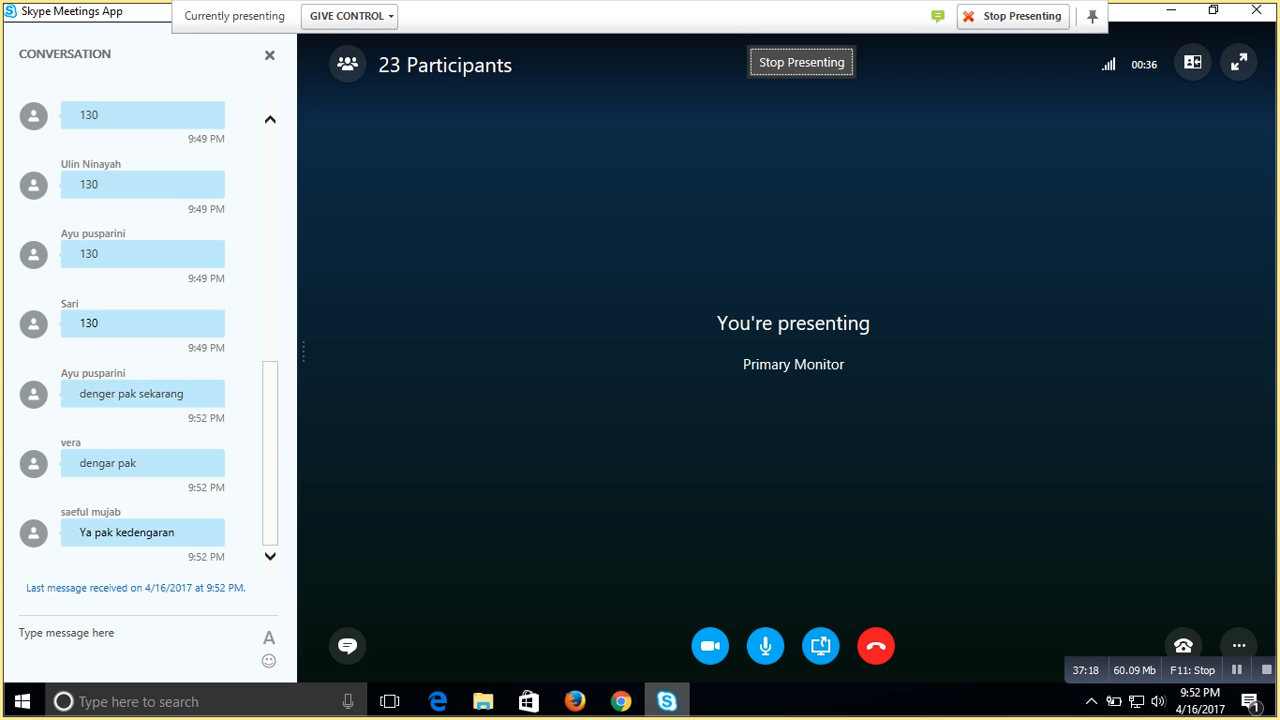 Skype Meetings App
Currently presenting
GIVE CONTROL
Stop Presenting
CONVERSATION
130
9:49 PM
Ulin Ninayah
130
9:49 PM
Ayu pusparini
130
9:49 PM
Sari
130
9:49 PM
Ayu pusparini
denger pak sekarang
9:52 PM
vera
dengar pak
9:52 PM
saeful mujab
Ya pak kedengaran
9:52 PM
Last message received on 4/16/2017 at 9:52 PM.
Type message here
A
23 Participants
Stop Presenting
00:36
You're presenting
Primary Monitor
37:18
60.09 Mb
F11: Stop
Type here to search
9:52 PM
4/16/2017
1